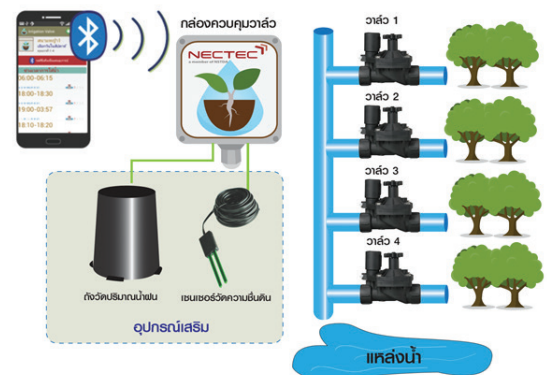 กล่องควบคุมวาล์ว
NECTEC
06:00-06:15
18:00-18:30
19:00-03:57
18:10-18:20
ถังวัดปริมาณน้ำฝน
เซนเซอร์วัดความชื้นดิน
อุปกรณ์เสริม
วาล์ว 1
วาล์ว 2
วาล์ว 3
วาล์ว 4
แหล่งน้ำ